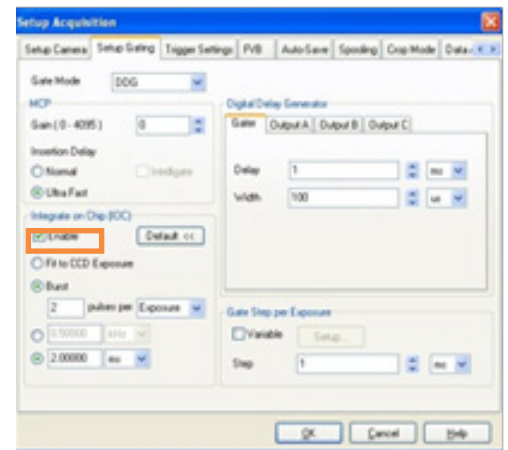 Setup Acquisition
Setup Camera Setup Gating Trigger Settings FVB Auto-Save Spooling Crop Mode Data
Gate Mode DDG
MCP
Gain ( 0 - 4095 ) 0
Insertion Delay
Normal Intelligate
Ultra Fast
Integrate on Chip (IOC)
Enable Default <<
Fit to CCD Exposure
Burst
2 pulses per Exposure
0.50000 kHz
2.00000 ms
Digital Delay Generator
Gater Output A Output B Output C
Delay 1 ms
Width 100 us
Gate Step per Exposure
Variable Setup...
Step 1 ms
OK Cancel Help